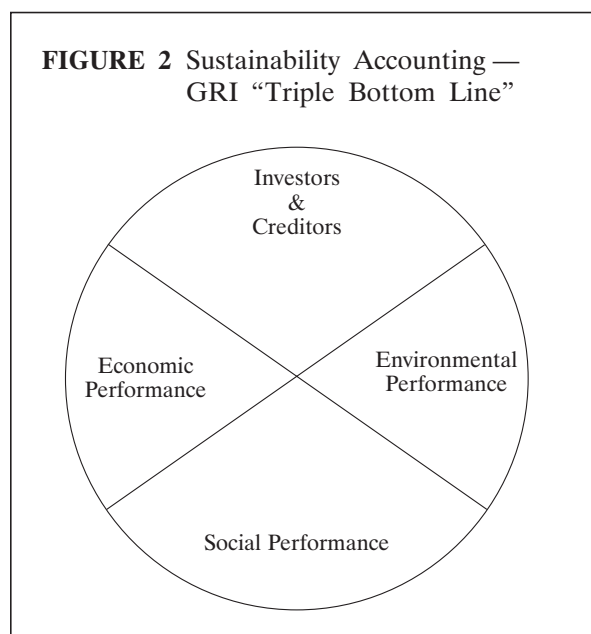 FIGURE 2 Sustainability Accounting —
GRI “Triple Bottom Line”
Investors
&
Creditors
Economic
Performance
Environmental
Performance
Social Performance